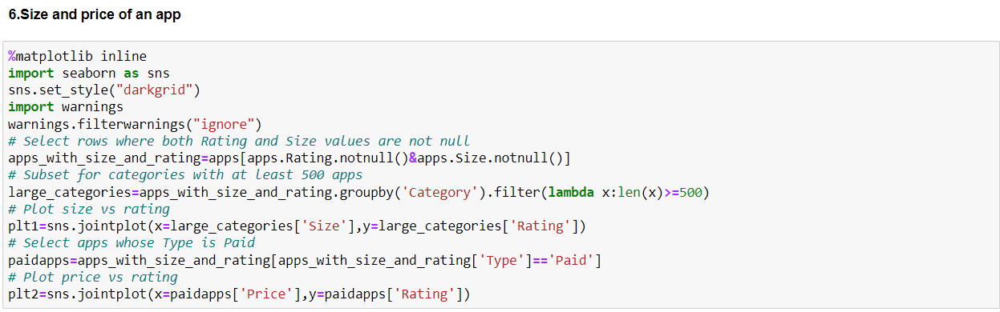 6.Size and price of an app
%matplotlib inline
import seaborn as sns
sns.set_style("darkgrid")
import warnings
warnings.filterwarnings("ignore")
# Select rows where both Rating and Size values are not null
apps_with_size_and_rating=apps[apps.Rating.notnull()&apps.Size.notnull()]
# Subset for categories with at least 500 apps
large_categories=apps_with_size_and_rating.groupby('Category').filter(lambda x:len(x)>=500)
# Plot size vs rating
plt1=sns.jointplot(x=large_categories['Size'],y=large_categories['Rating'])
# Select apps whose Type is Paid
paidapps=apps_with_size_and_rating[apps_with_size_and_rating['Type']=='Paid']
# Plot price vs rating
plt2=sns.jointplot(x=paidapps['Price'],y=paidapps['Rating'])